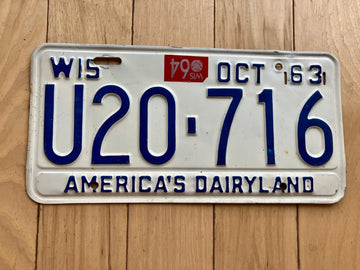 WIS 64 WIS OCT 63
U20-716
AMERICA'S DAIRYLAND